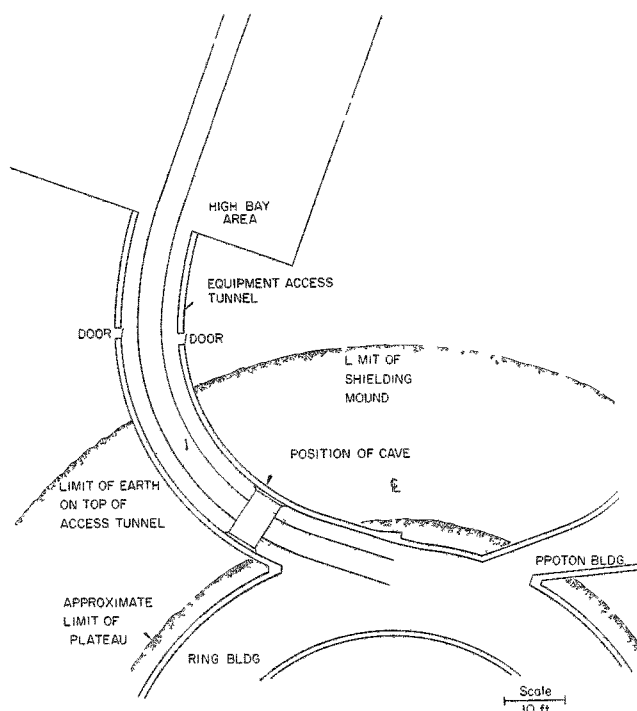 HIGH BAY
AREA
EQUIPMENT ACCESS
TUNNEL
DOOR
DOOR
L MIT OF
SHIELDING
MOUND
POSITION OF CAVE
℄
LIMIT OF EARTH
ON TOP OF
ACCESS TUNNEL
PPOTON BLDG
APPROXIMATE
LIMIT OF
PLATEAU
RING BLDG
Scale
10 ft